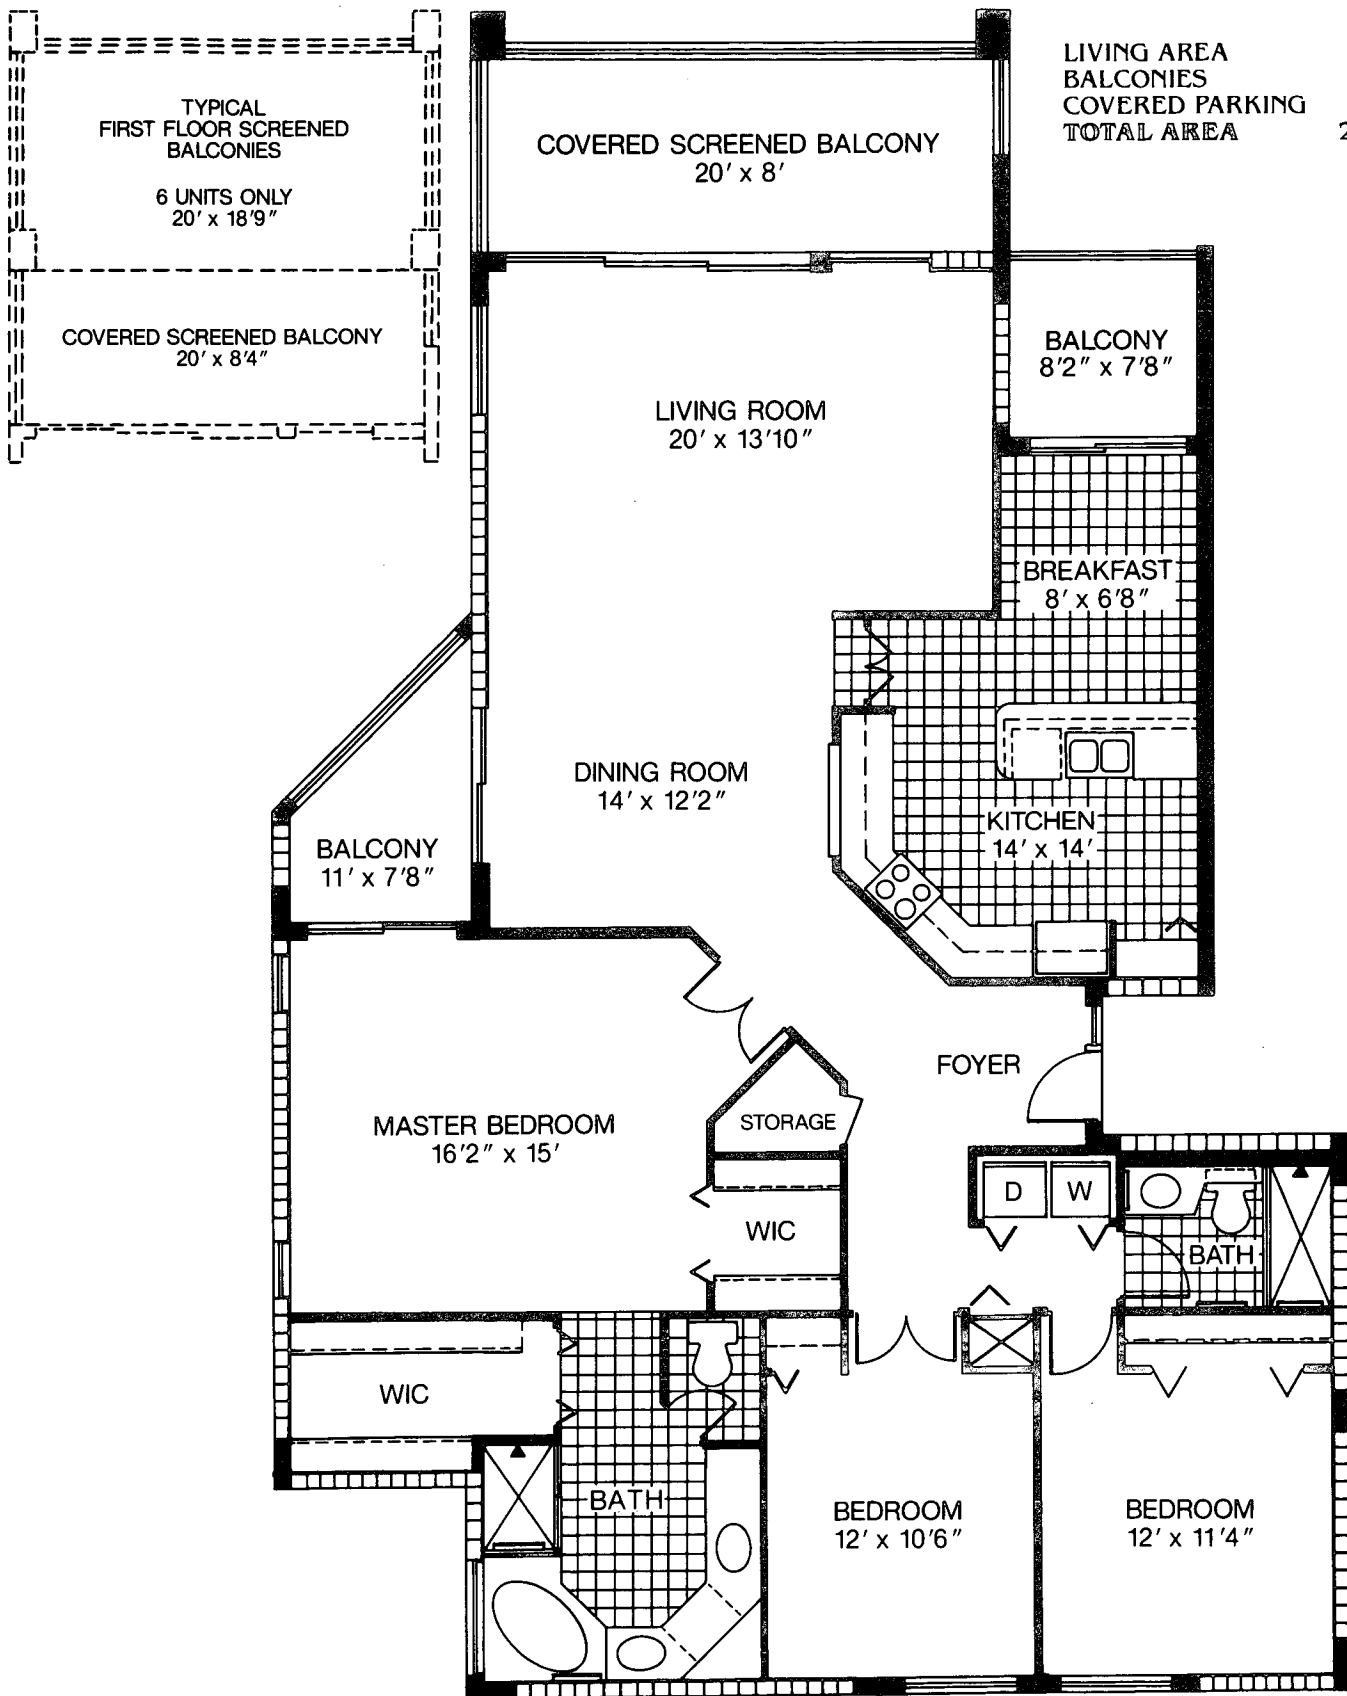 TYPICAL
FIRST FLOOR SCREENED
BALCONIES
6 UNITS ONLY
20' x 18'9"
COVERED SCREENED BALCONY
20' x 8'4"
COVERED SCREENED BALCONY
20' x 8'
LIVING AREA
BALCONIES
COVERED PARKING
TOTAL AREA 2
BALCONY
8'2" x 7'8"
LIVING ROOM
20' x 13'10"
BREAKFAST
8' x 6'8"
DINING ROOM
14' x 12'2"
KITCHEN
14' x 14'
BALCONY
11' x 7'8"
FOYER
MASTER BEDROOM
16'2" x 15'
STORAGE
D W
WIC
BATH
WIC
BATH
BEDROOM
12' x 10'6"
BEDROOM
12' x 11'4"